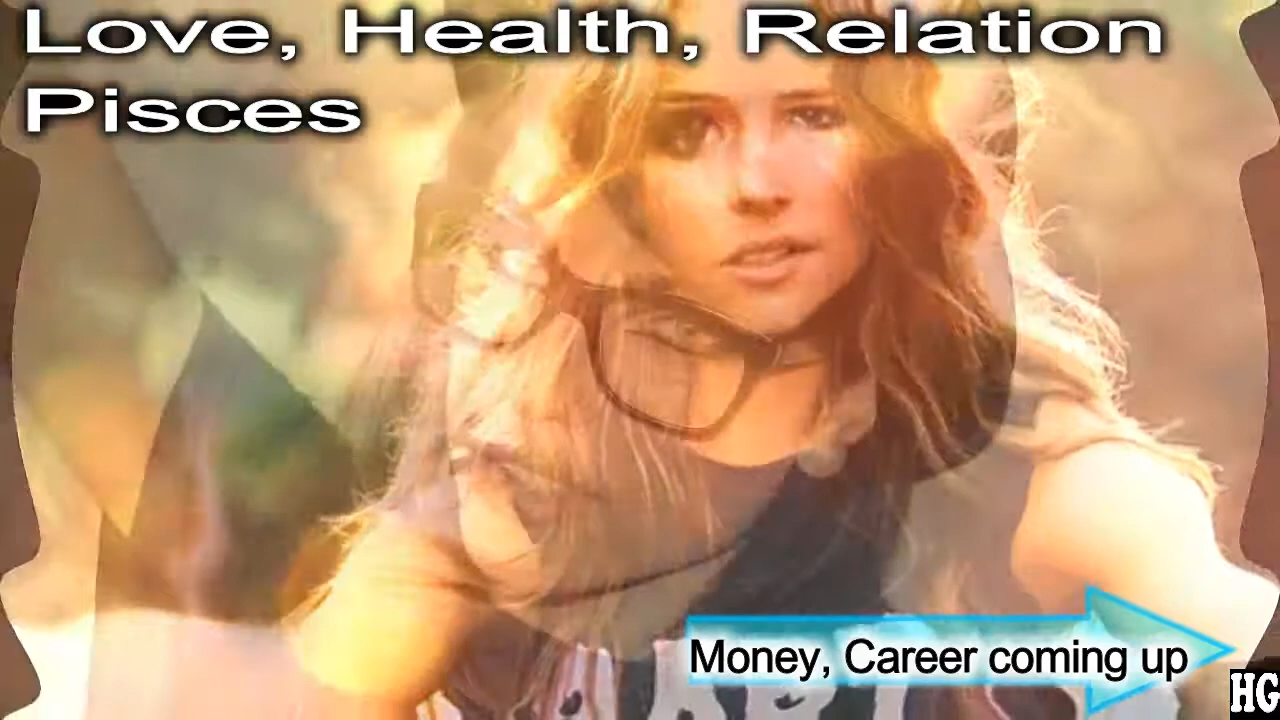 Love, Health, Relation
Pisces
Money, Career coming up
HG